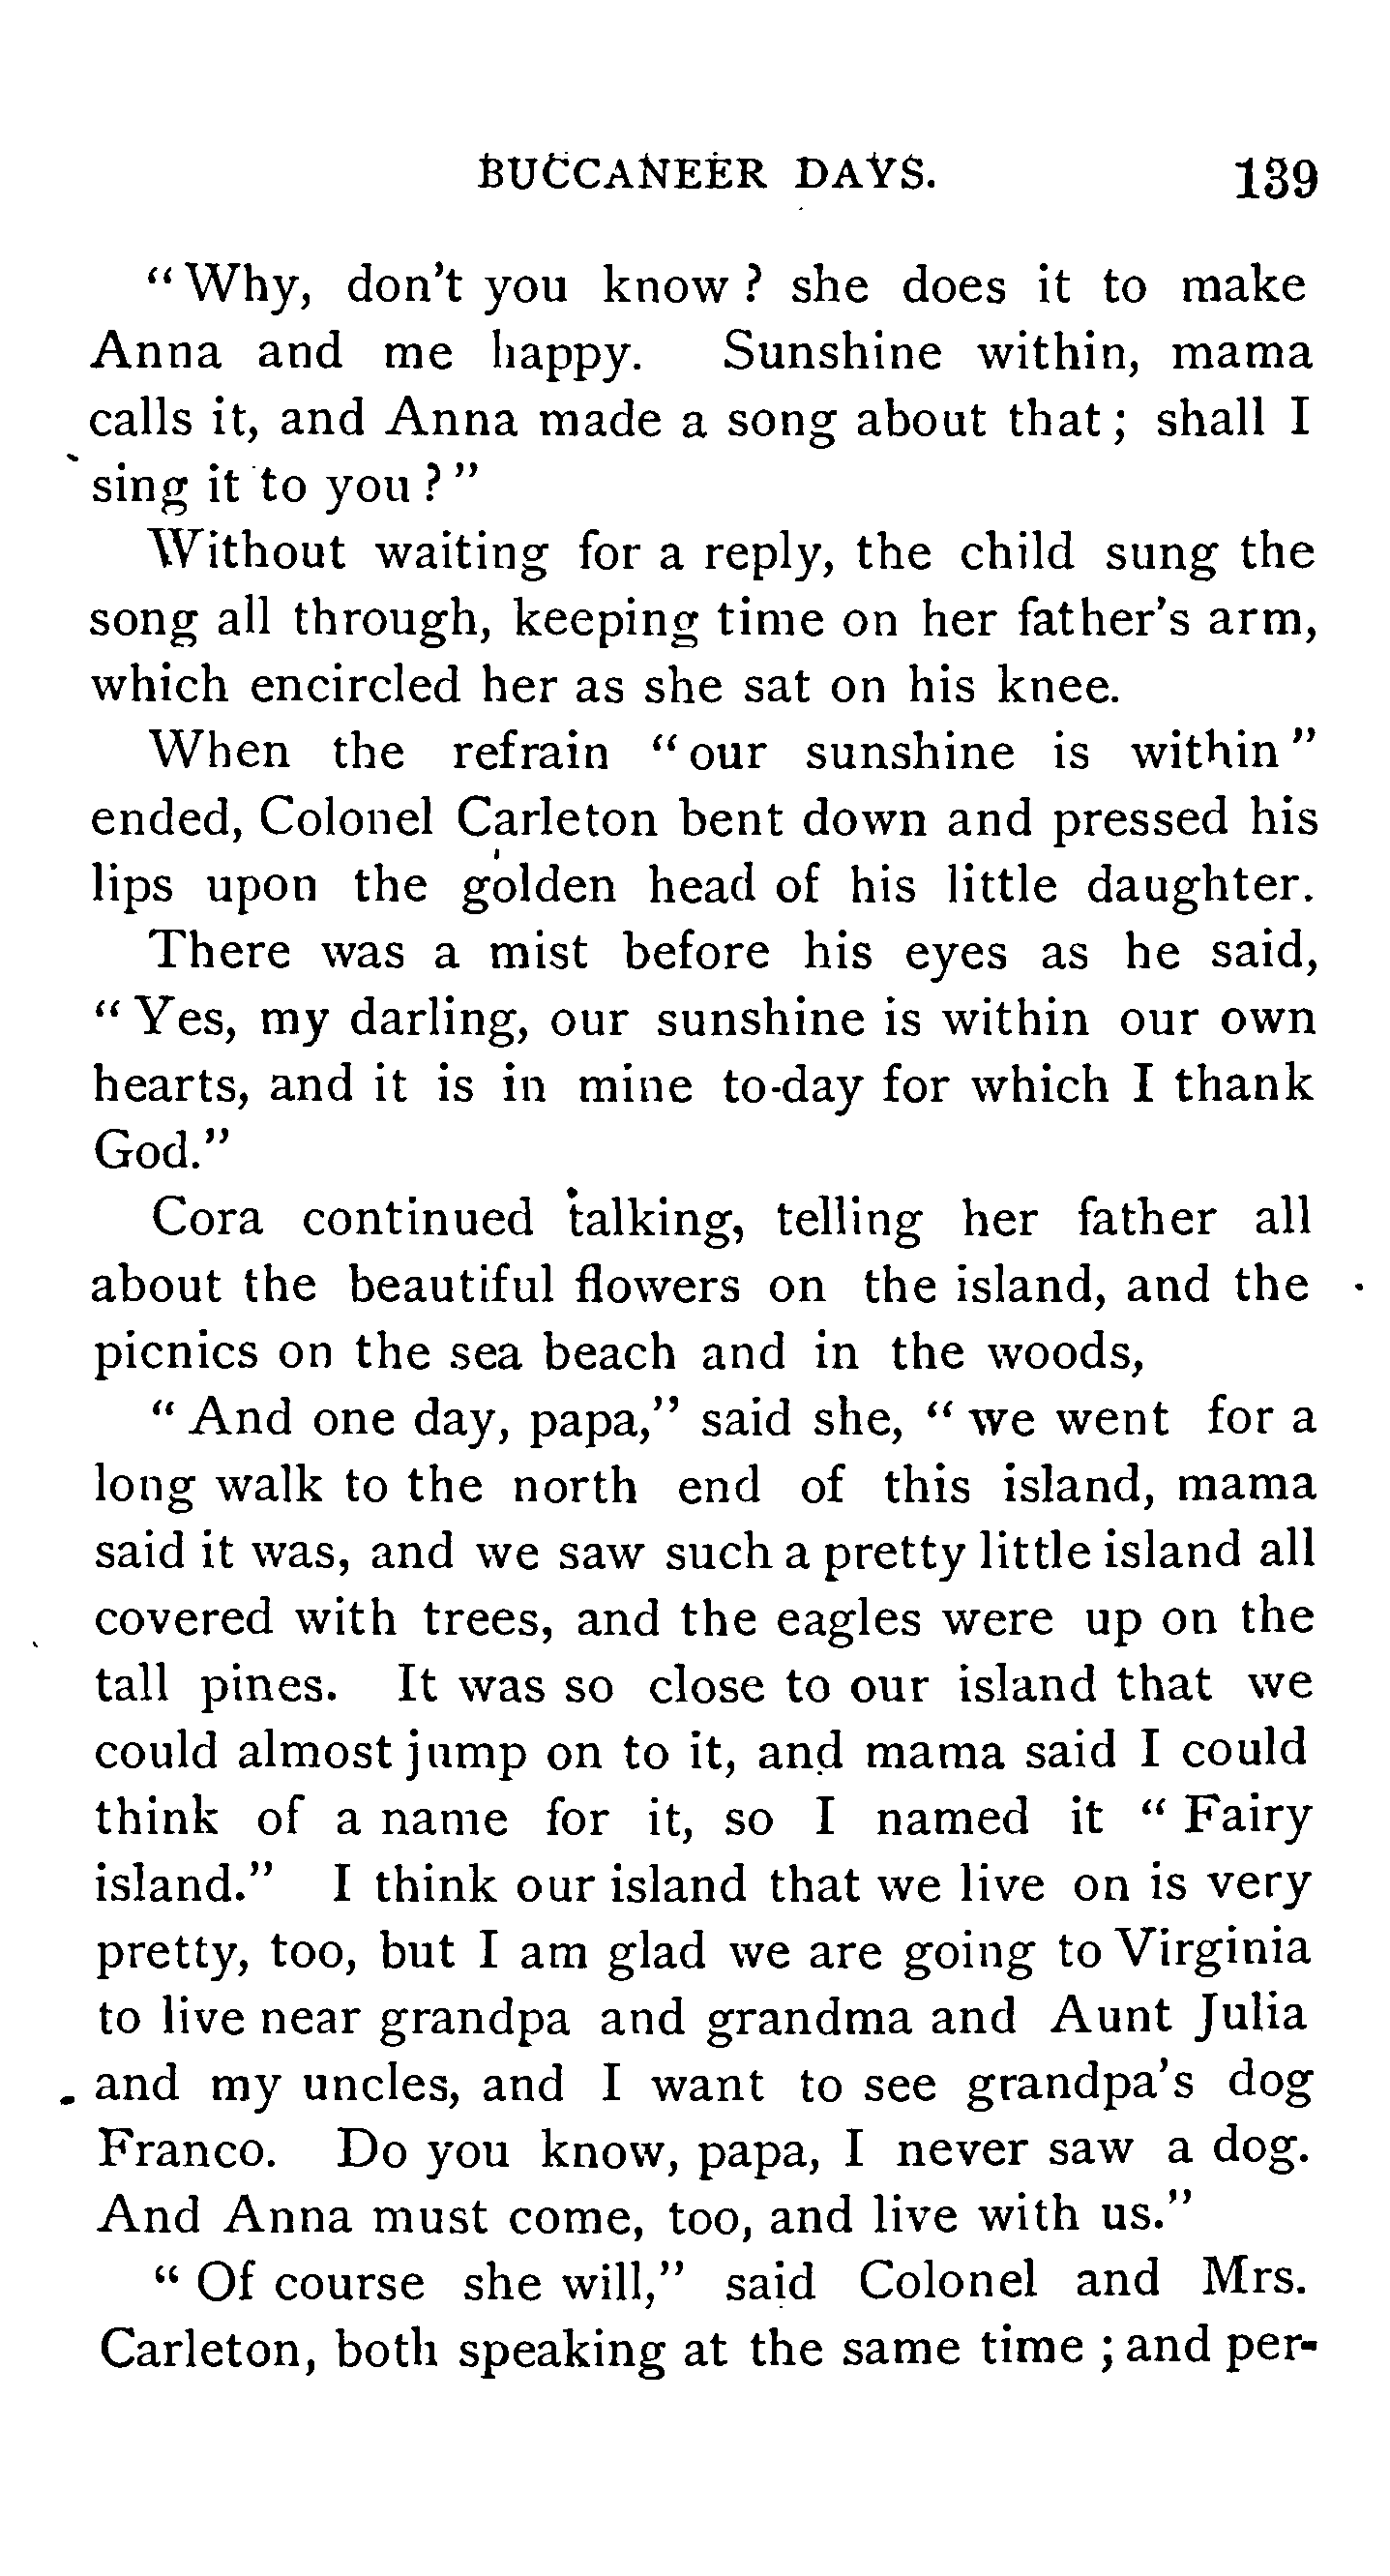 BUCCANEER DAYS. 139
"Why, don't you know? she does it to make
Anna and me happy. Sunshine within, mama
calls it, and Anna made a song about that; shall I
sing it to you?"
Without waiting for a reply, the child sung the
song all through, keeping time on her father's arm,
which encircled her as she sat on his knee.
When the refrain "our sunshine is within"
ended, Colonel Carleton bent down and pressed his
lips upon the golden head of his little daughter.
There was a mist before his eyes as he said,
"Yes, my darling, our sunshine is within our own
hearts, and it is in mine to-day for which I thank
God."
Cora continued talking, telling her father all
about the beautiful flowers on the island, and the
picnics on the sea beach and in the woods,
"And one day, papa," said she, "we went for a
long walk to the north end of this island, mama
said it was, and we saw such a pretty little island all
covered with trees, and the eagles were up on the
tall pines. It was so close to our island that we
could almost jump on to it, and mama said I could
think of a name for it, so I named it "Fairy
island." I think our island that we live on is very
pretty, too, but I am glad we are going to Virginia
to live near grandpa and grandma and Aunt Julia
and my uncles, and I want to see grandpa's dog
Franco. Do you know, papa, I never saw a dog.
And Anna must come, too, and live with us."
"Of course she will," said Colonel and Mrs.
Carleton, both speaking at the same time; and per-